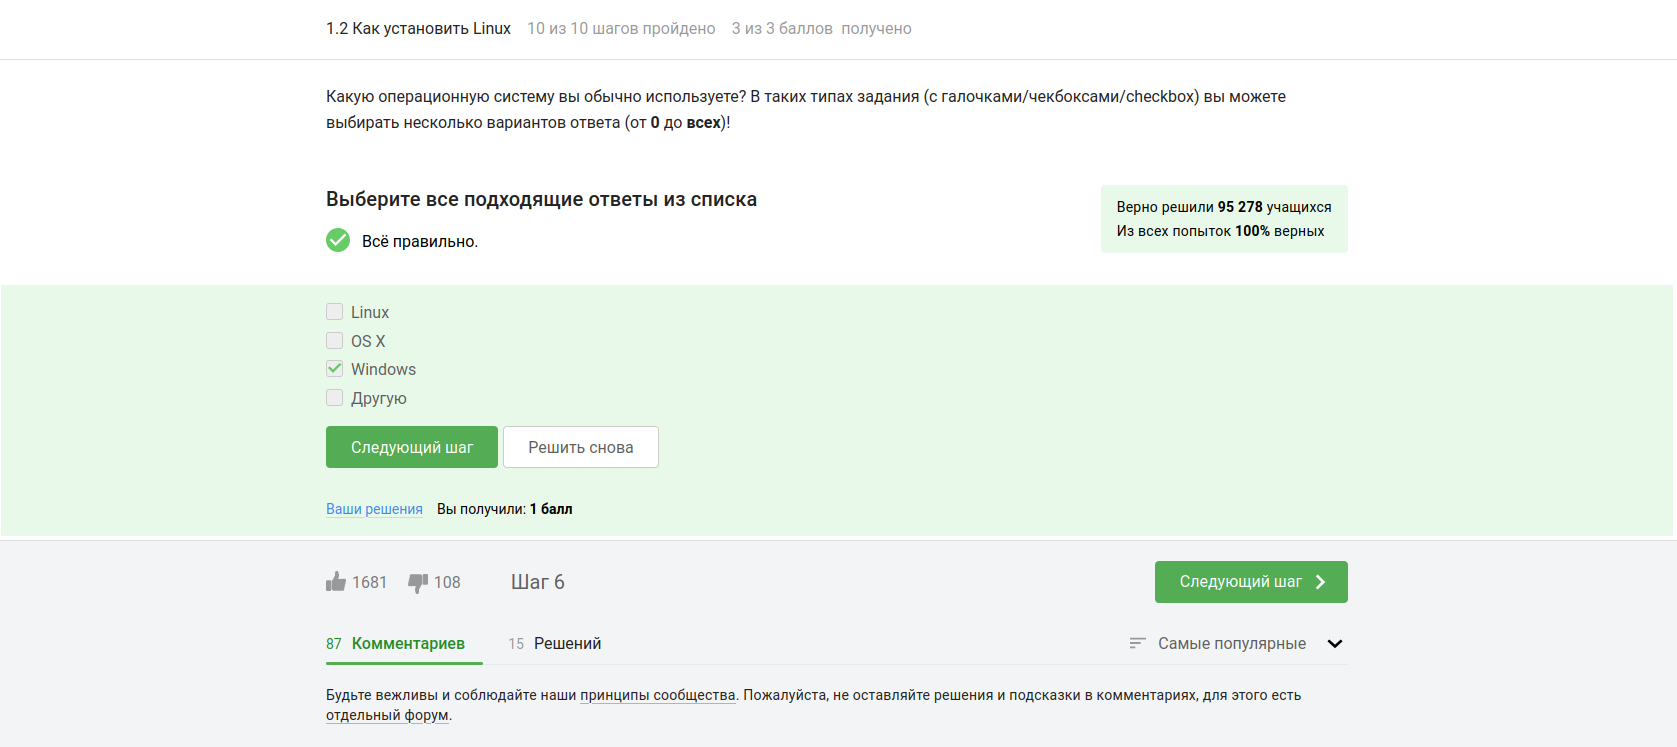 1.2 Как установить Linux 10 из 10 шагов пройдено 3 из 3 баллов получено
Какую операционную систему вы обычно используете? В таких типах задания (с галочками/чекбоксами/checkbox) вы можете
выбирать несколько вариантов ответа (от 0 до всех)!
Выберите все подходящие ответы из списка
Всё правильно.
Верно решили 95 278 учащихся
Из всех попыток 100% верных
Linux
OS X
Windows
Другую
Следующий шаг Решить снова
Ваши решения Вы получили: 1 балл
1681 108 Шаг 6 Следующий шаг
87 Комментариев 15 Решений Самые популярные
Будьте вежливы и соблюдайте наши принципы сообщества. Пожалуйста, не оставляйте решения и подсказки в комментариях, для этого есть
отдельный форум.